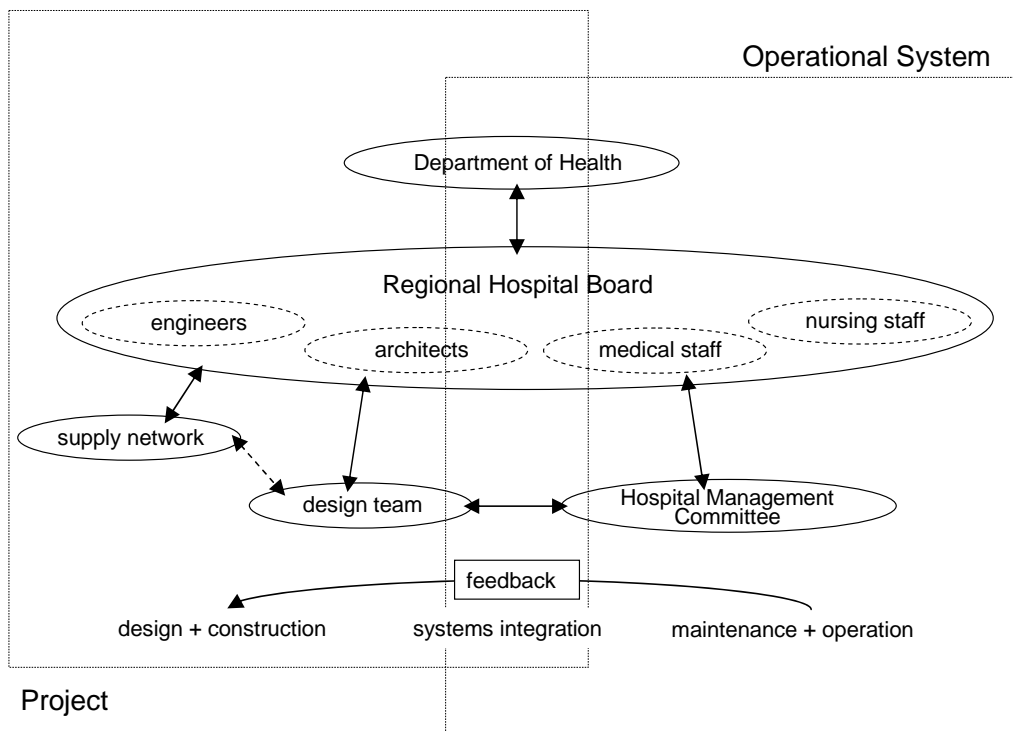 Operational System
Department of Health
Regional Hospital Board
engineers
nursing staff
architects
medical staff
supply network
design team
Hospital Management
Committee
feedback
design + construction
systems integration
maintenance + operation
Project